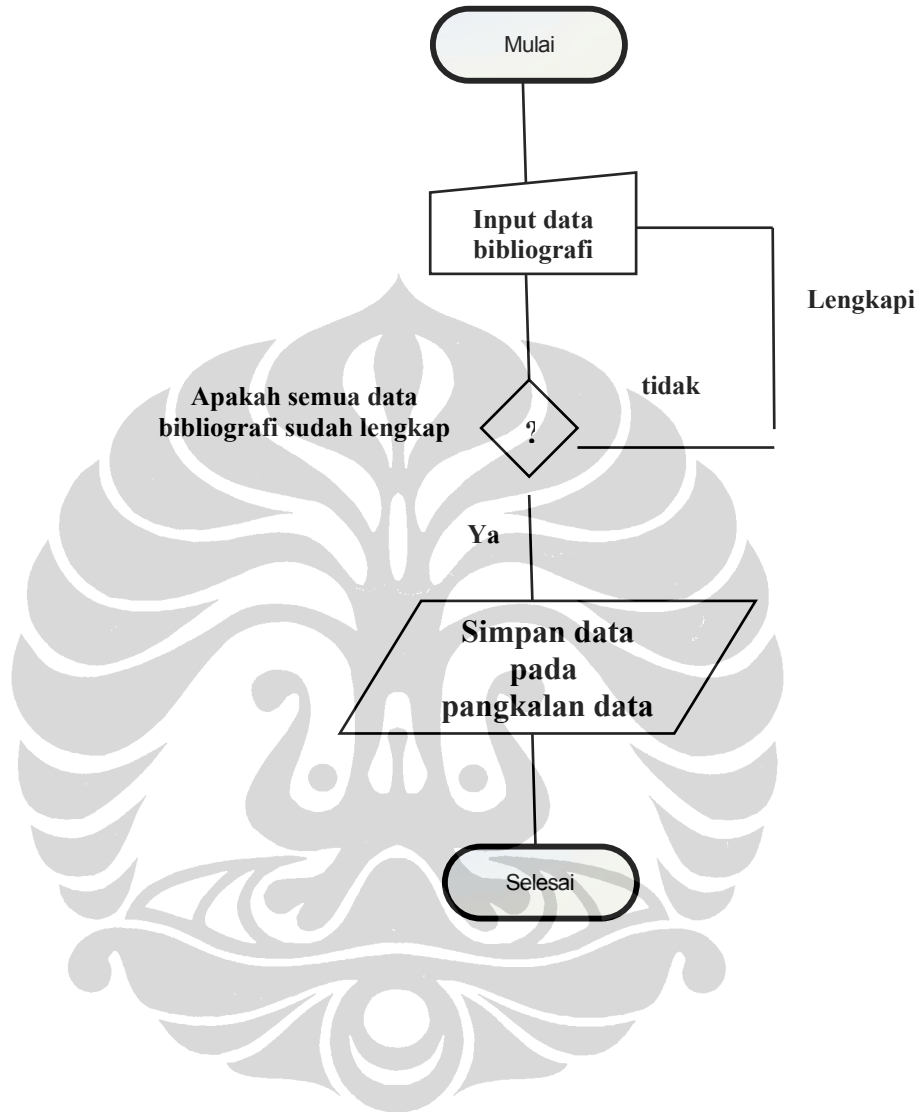 Mulai
Input data
bibliografi
Lengkapi
tidak
Apakah semua data
bibliografi sudah lengkap
?
Ya
Simpan data
pada
pangkalan data
Selesai